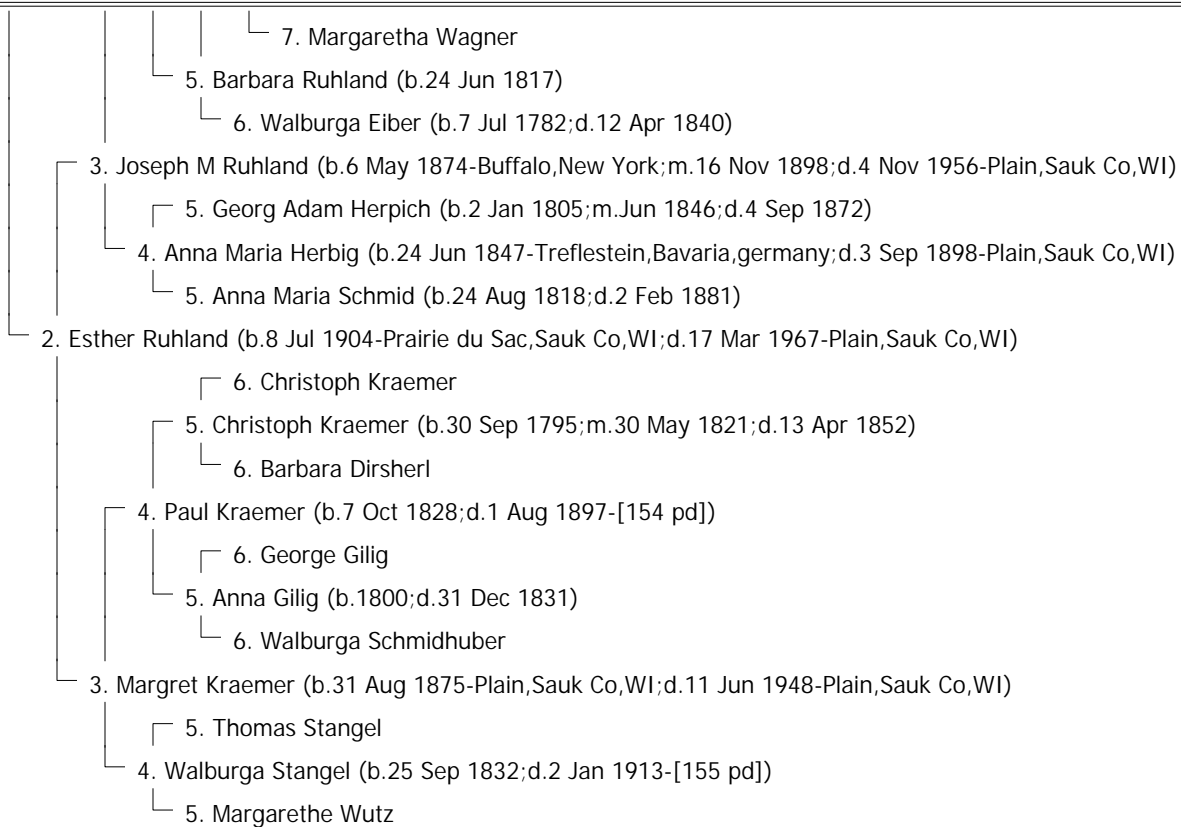 7. Margaretha Wagner
5. Barbara Ruhland (b.24 Jun 1817)
6. Walburga Eiber (b.7 Jul 1782;d.12 Apr 1840)
3. Joseph M Ruhland (b.6 May 1874-Buffalo,New York;m.16 Nov 1898;d.4 Nov 1956-Plain,Sauk Co,WI)
5. Georg Adam Herpich (b.2 Jan 1805;m.Jun 1846;d.4 Sep 1872)
4. Anna Maria Herbig (b.24 Jun 1847-Treflestein,Bavaria,germany;d.3 Sep 1898-Plain,Sauk Co,WI)
5. Anna Maria Schmid (b.24 Aug 1818;d.2 Feb 1881)
2. Esther Ruhland (b.8 Jul 1904-Prairie du Sac,Sauk Co,WI;d.17 Mar 1967-Plain,Sauk Co,WI)
6. Christoph Kraemer
5. Christoph Kraemer (b.30 Sep 1795;m.30 May 1821;d.13 Apr 1852)
6. Barbara Dirsherl
4. Paul Kraemer (b.7 Oct 1828;d.1 Aug 1897-[154 pd])
6. George Gilig
5. Anna Gilig (b.1800;d.31 Dec 1831)
6. Walburga Schmidhuber
3. Margret Kraemer (b.31 Aug 1875-Plain,Sauk Co,WI;d.11 Jun 1948-Plain,Sauk Co,WI)
5. Thomas Stangel
4. Walburga Stangel (b.25 Sep 1832;d.2 Jan 1913-[155 pd])
5. Margarethe Wutz